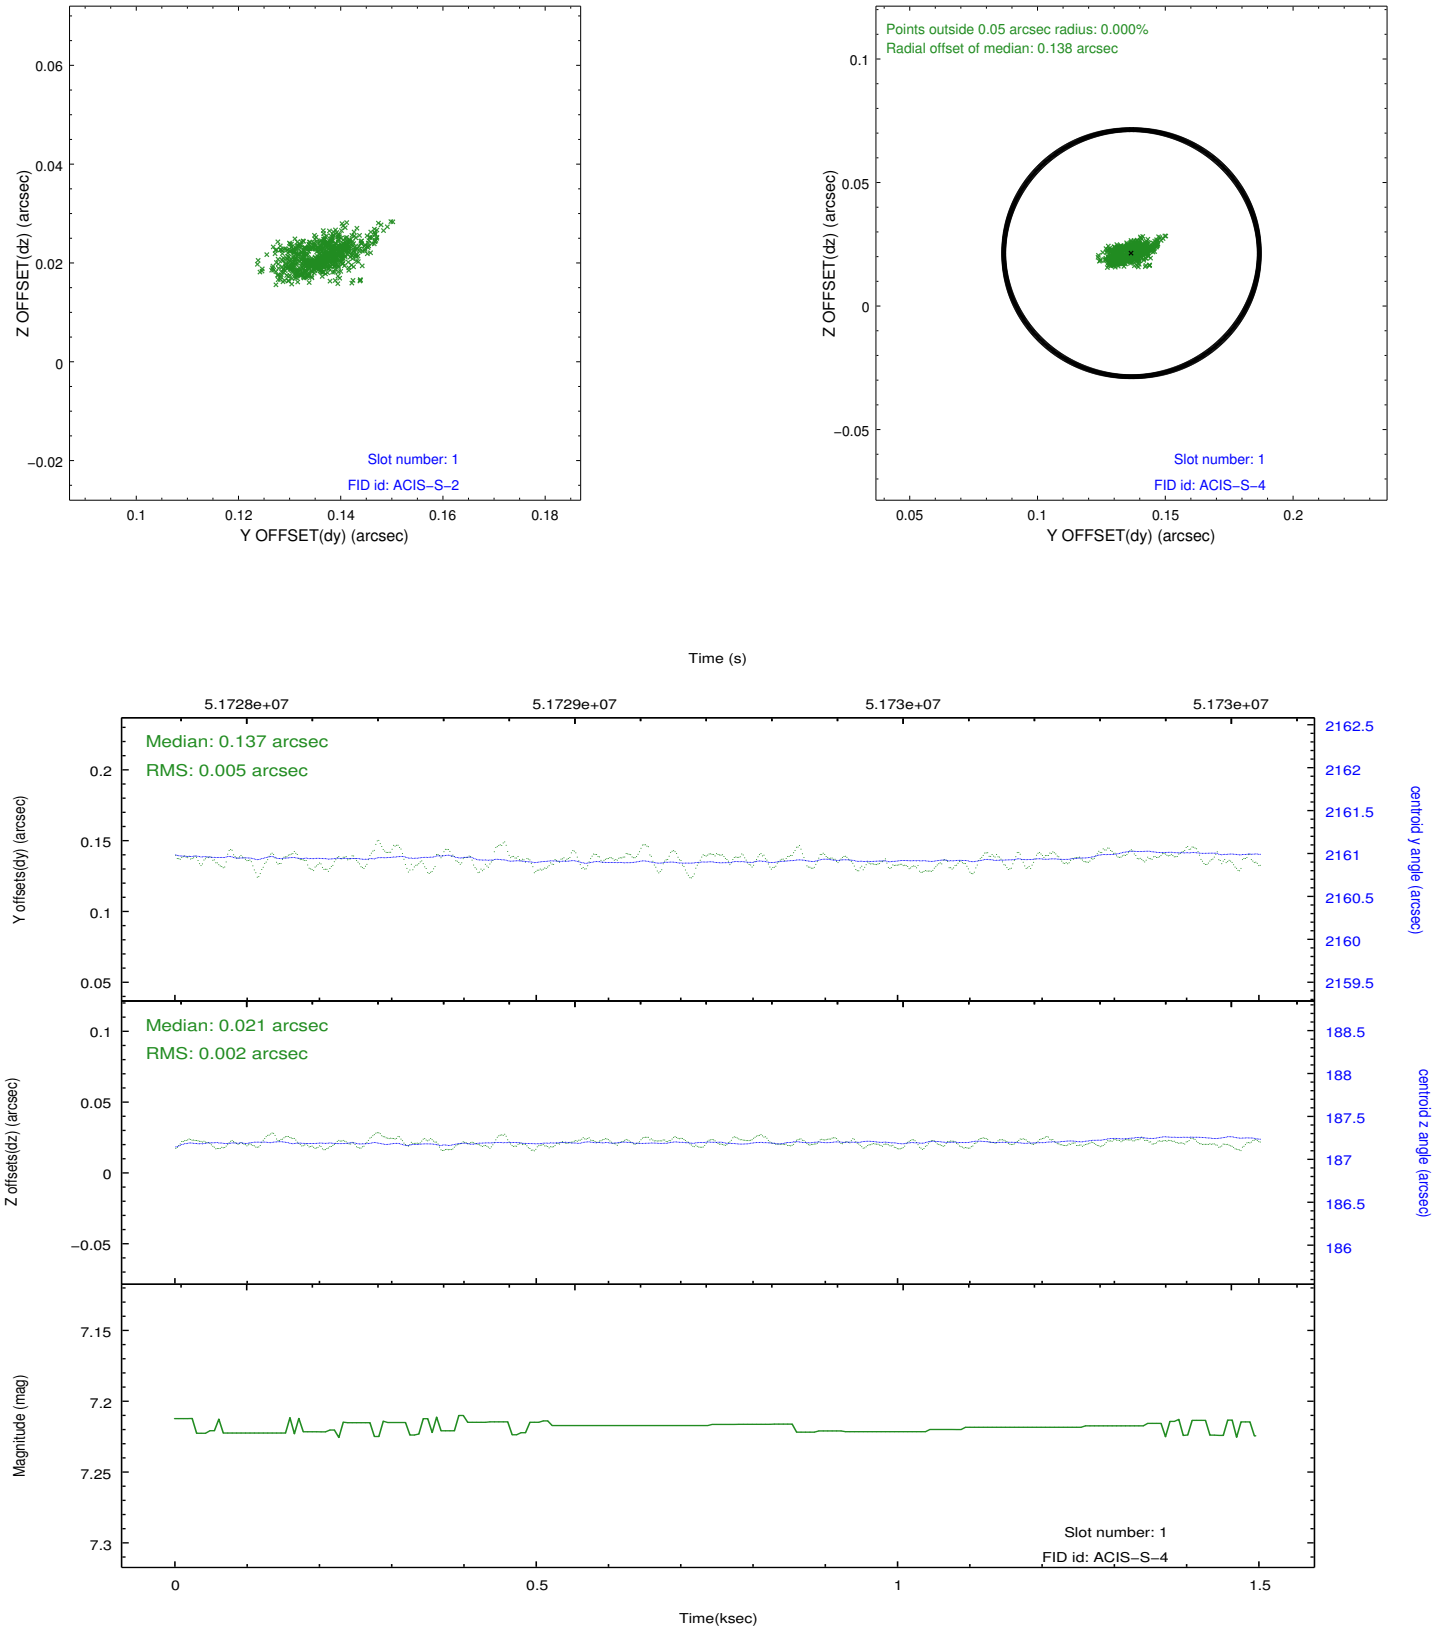 0.06
0.04
0.02
0
−0.02
Z OFFSET(dz) (arcsec)
Slot number: 1
FID id: ACIS−S−2
0.1 0.12 0.14 0.16 0.18
Y OFFSET(dy) (arcsec)
Points outside 0.05 arcsec radius: 0.000%
Radial offset of median: 0.138 arcsec
0.1
0.05
0
−0.05
Z OFFSET(dz) (arcsec)
Slot number: 1
FID id: ACIS−S−4
0.05 0.1 0.15 0.2
Y OFFSET(dy) (arcsec)
Time (s)
5.1728e+07 5.1729e+07 5.173e+07 5.173e+07
Median: 0.137 arcsec
RMS: 0.005 arcsec
0.2
0.15
0.1
0.05
Y offsets(dy) (arcsec)
2162.5
2162
2161.5
2161
2160.5
2160
2159.5
centroid y angle (arcsec)
Median: 0.021 arcsec
RMS: 0.002 arcsec
0.1
0.05
0
−0.05
Z offsets(dz) (arcsec)
188.5
188
187.5
187
186.5
186
centroid z angle (arcsec)
7.15
7.2
7.25
7.3
Magnitude (mag)
Slot number: 1
FID id: ACIS−S−4
0 0.5 1 1.5
Time(ksec)